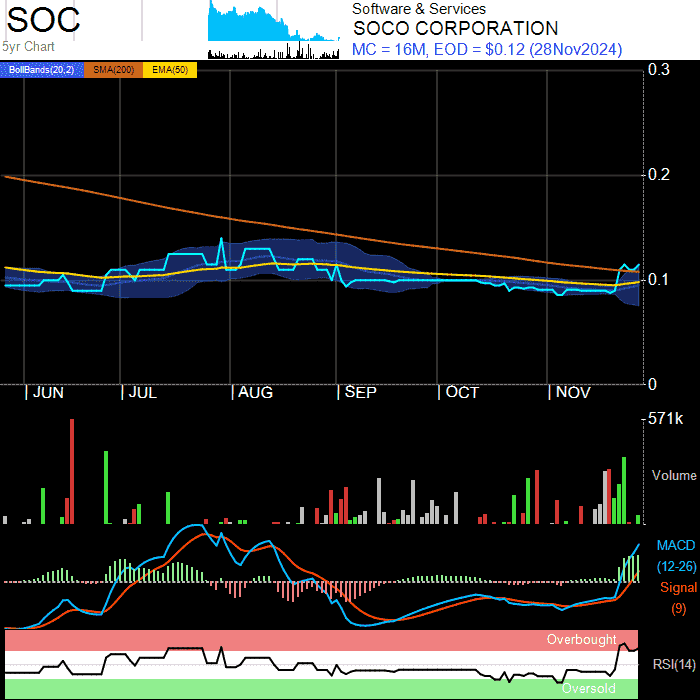 SOC
5yr Chart
Software & Services
SOCO CORPORATION
MC = 16M, EOD = $0.12 (28Nov2024)
BollBands(20,2) SMA(200) EMA(50)
0.3
0.2
0.1
0
JUN JUL AUG SEP OCT NOV
571k
Volume
MACD
(12-26)
Signal
(9)
Overbought
RSI(14)
Oversold